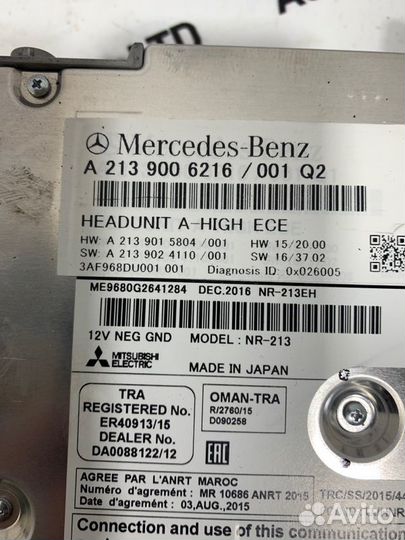 Mercedes-Benz
A 213 900 6216 / 001 Q2
HEADUNIT A-HIGH ECE
HW: A 213 901 5804 /001 HW 15/20.00
SW: A 213 902 4110 /001 SW 16/37.02
3AF968DU001 001 Diagnosis ID: 0x026005
ME9680G2641284 DEC.2016 NR-213EH
12V NEG GND MODEL: NR-213
MITSUBISHI
ELECTRIC
MADE IN JAPAN
TRA
REGISTERED No.
ER40913/15
DEALER No.
DA0088122/12
OMAN-TRA
R/2760/15
D090258
EAC
AGREE PAR L'ANRT MAROC
Numéro d'agrément: MR 10686 ANRT 2015
Date d'agrément: 03,AUG.,2015
TRC/SS/2015/44
Connection and use of this communication
Avito